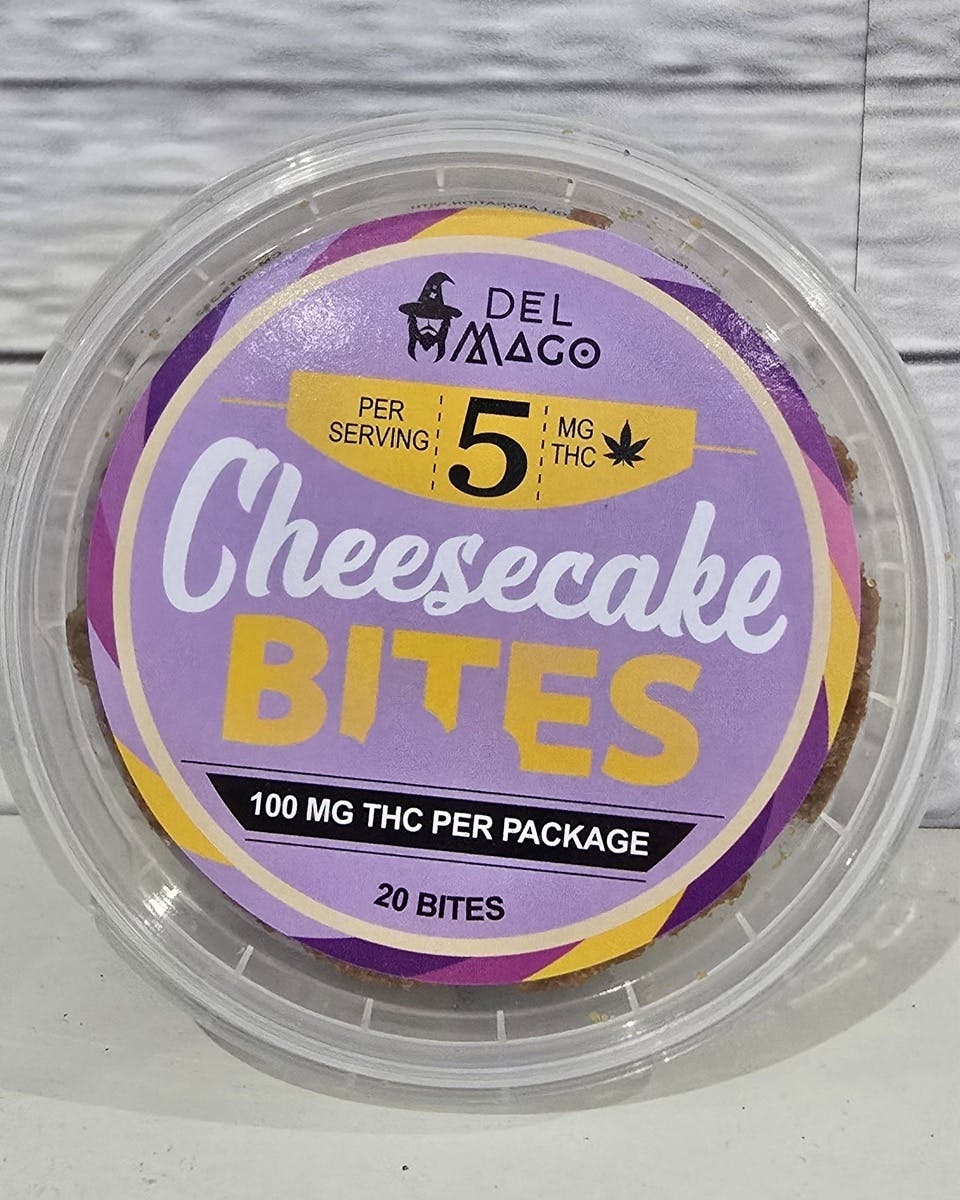 DEL
MAGO
PER
SERVING
5
MG
THC
Cheesecake
BITES
100 MG THC PER PACKAGE
20 BITES